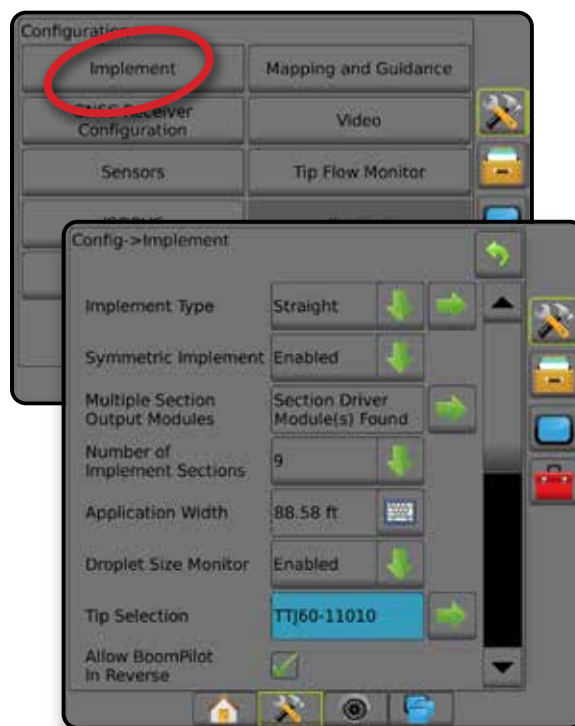 Configuration
Implement
Mapping and Guidance
GNSS Receiver
Configuration
Video
Sensors
Tip Flow Monitor
Config->Implement
Implement Type
Straight
Symmetric Implement
Enabled
Multiple Section
Output Modules
Section Driver
Module(s) Found
Number of
Implement Sections
9
Application Width
88.58 ft
Droplet Size Monitor
Enabled
Tip Selection
TTJ60-11010
Allow BoomPilot
In Reverse